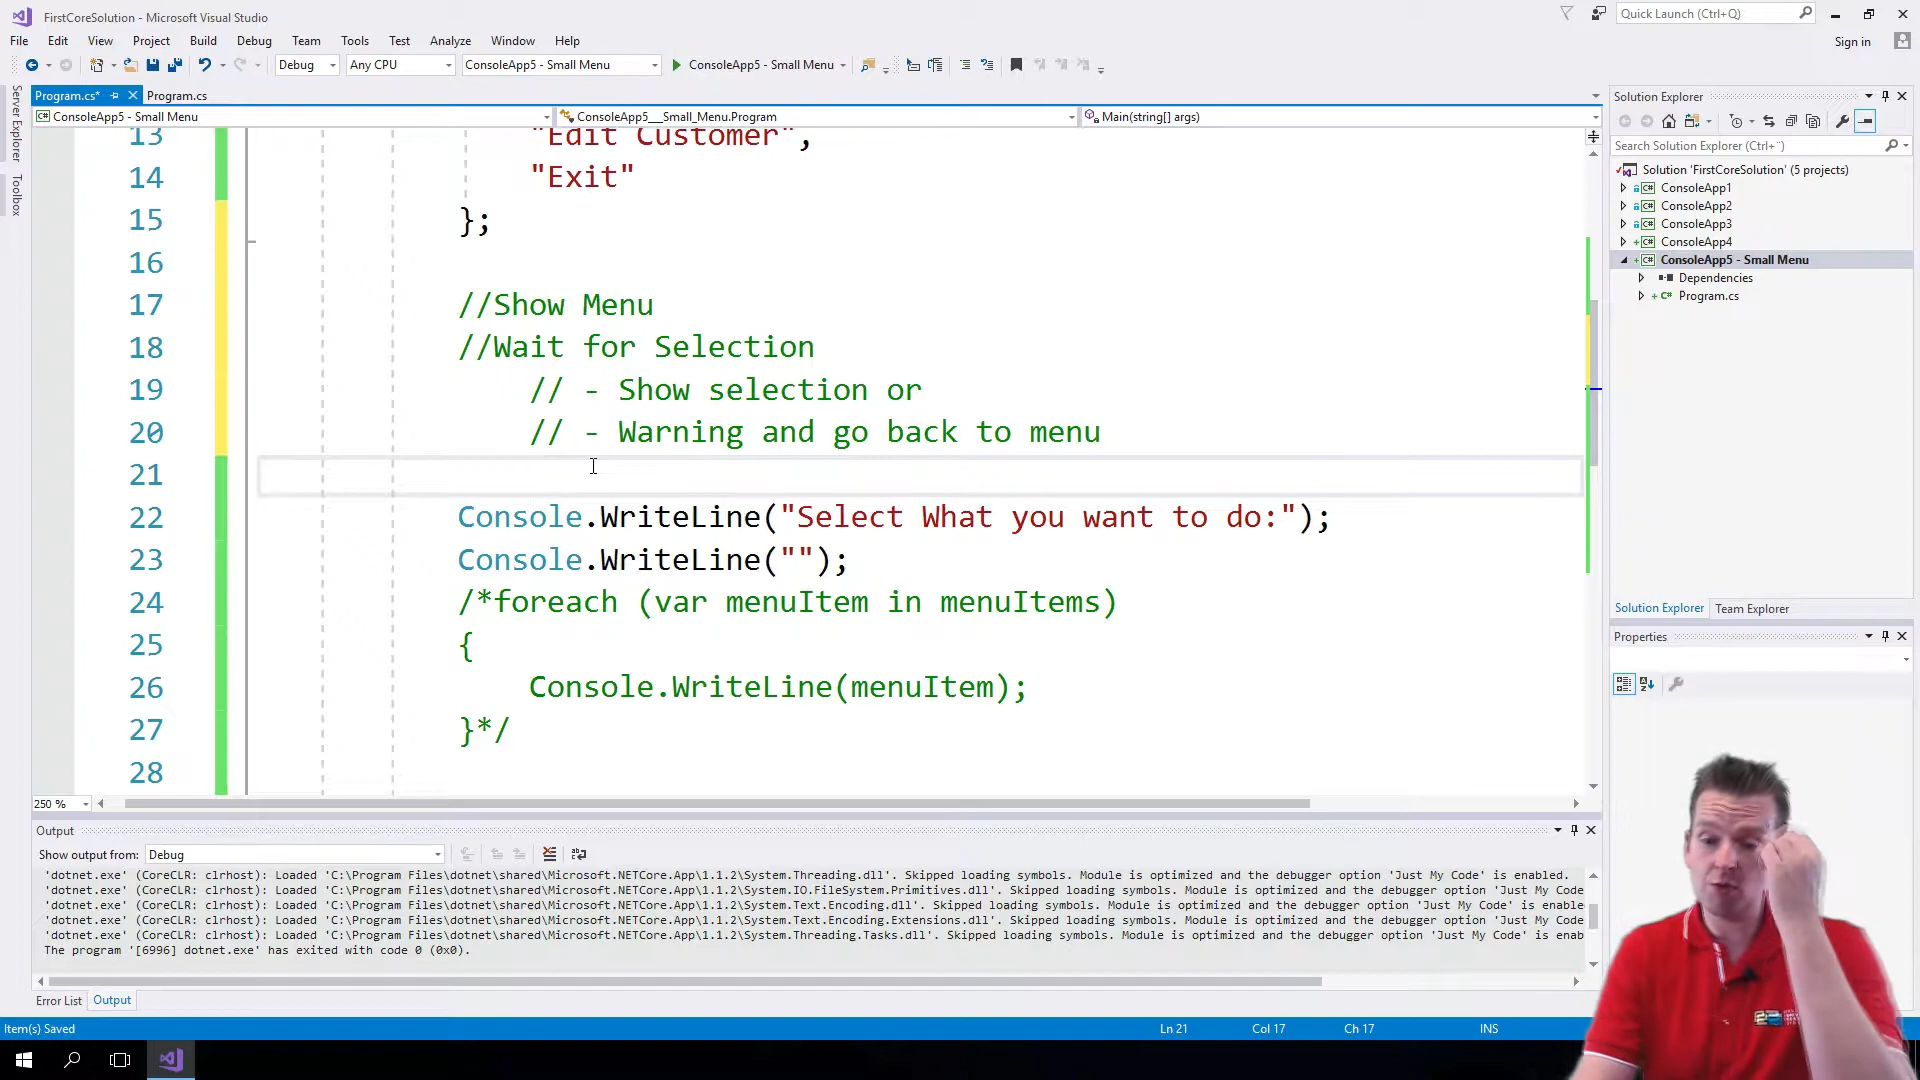 FirstCoreSolution - Microsoft Visual Studio
Quick Launch (Ctrl+Q)
File Edit View Project Build Debug Team Tools Test Analyze Window Help
Sign in
Debug Any CPU ConsoleApp5 - Small Menu ConsoleApp5 - Small Menu
Server Explorer
Toolbox
Program.cs* Program.cs
ConsoleApp5 - Small Menu ConsoleApp5__Small_Menu.Program Main(string[] args)
13 "Edit Customer",
14 "Exit"
15 };
16
17 //Show Menu
18 //Wait for Selection
19 // - Show selection or
20 // - Warning and go back to menu
21
22 Console.WriteLine("Select What you want to do:");
23 Console.WriteLine("");
24 /*foreach (var menuItem in menuItems)
25 {
26 Console.WriteLine(menuItem);
27 }*/
28
250 %
Solution Explorer
Search Solution Explorer (Ctrl+¨)
Solution 'FirstCoreSolution' (5 projects)
ConsoleApp1
ConsoleApp2
ConsoleApp3
ConsoleApp4
ConsoleApp5 - Small Menu
Dependencies
Program.cs
Solution Explorer Team Explorer
Properties
Output
Show output from: Debug
'dotnet.exe' (CoreCLR: clrhost): Loaded 'C:\Program Files\dotnet\shared\Microsoft.NETCore.App\1.1.2\System.Threading.dll'. Skipped loading symbols. Module is optimized and the debugger option 'Just My Code' is enabled.
'dotnet.exe' (CoreCLR: clrhost): Loaded 'C:\Program Files\dotnet\shared\Microsoft.NETCore.App\1.1.2\System.IO.FileSystem.Primitives.dll'. Skipped loading symbols. Module is optimized and the debugger option 'Just My Code
'dotnet.exe' (CoreCLR: clrhost): Loaded 'C:\Program Files\dotnet\shared\Microsoft.NETCore.App\1.1.2\System.Text.Encoding.dll'. Skipped loading symbols. Module is optimized and the debugger option 'Just My Code' is enable
'dotnet.exe' (CoreCLR: clrhost): Loaded 'C:\Program Files\dotnet\shared\Microsoft.NETCore.App\1.1.2\System.Text.Encoding.Extensions.dll'. Skipped loading symbols. Module is optimized and the debugger option 'Just My Code
'dotnet.exe' (CoreCLR: clrhost): Loaded 'C:\Program Files\dotnet\shared\Microsoft.NETCore.App\1.1.2\System.Threading.Tasks.dll'. Skipped loading symbols. Module is optimized and the debugger option 'Just My Code' is enab
The program '[6996] dotnet.exe' has exited with code 0 (0x0).
Error List Output
Item(s) Saved Ln 21 Col 17 Ch 17 INS